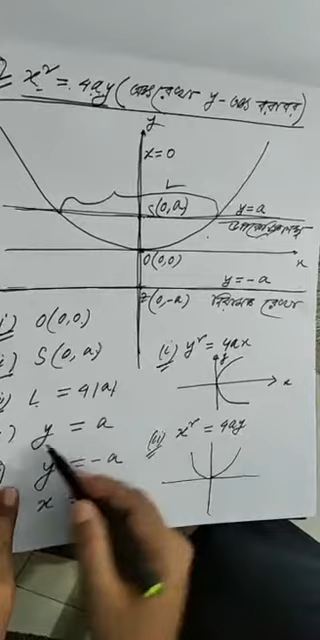 x² = 4ay (অক্ষ রেখা y-অক্ষ বরাবর)
y
x=0
L
S(0,a)
y=a
উপকেন্দ্রিক লম্ব
x
O(0,0)
y=-a
Z(0,-a)
নিয়ামক রেখা
i) O(0,0)
ii) S(0,a)
L = 4|a|
y = a
y = -a
x
(i) y² = 4ax
y
x
(ii) x² = 4ay